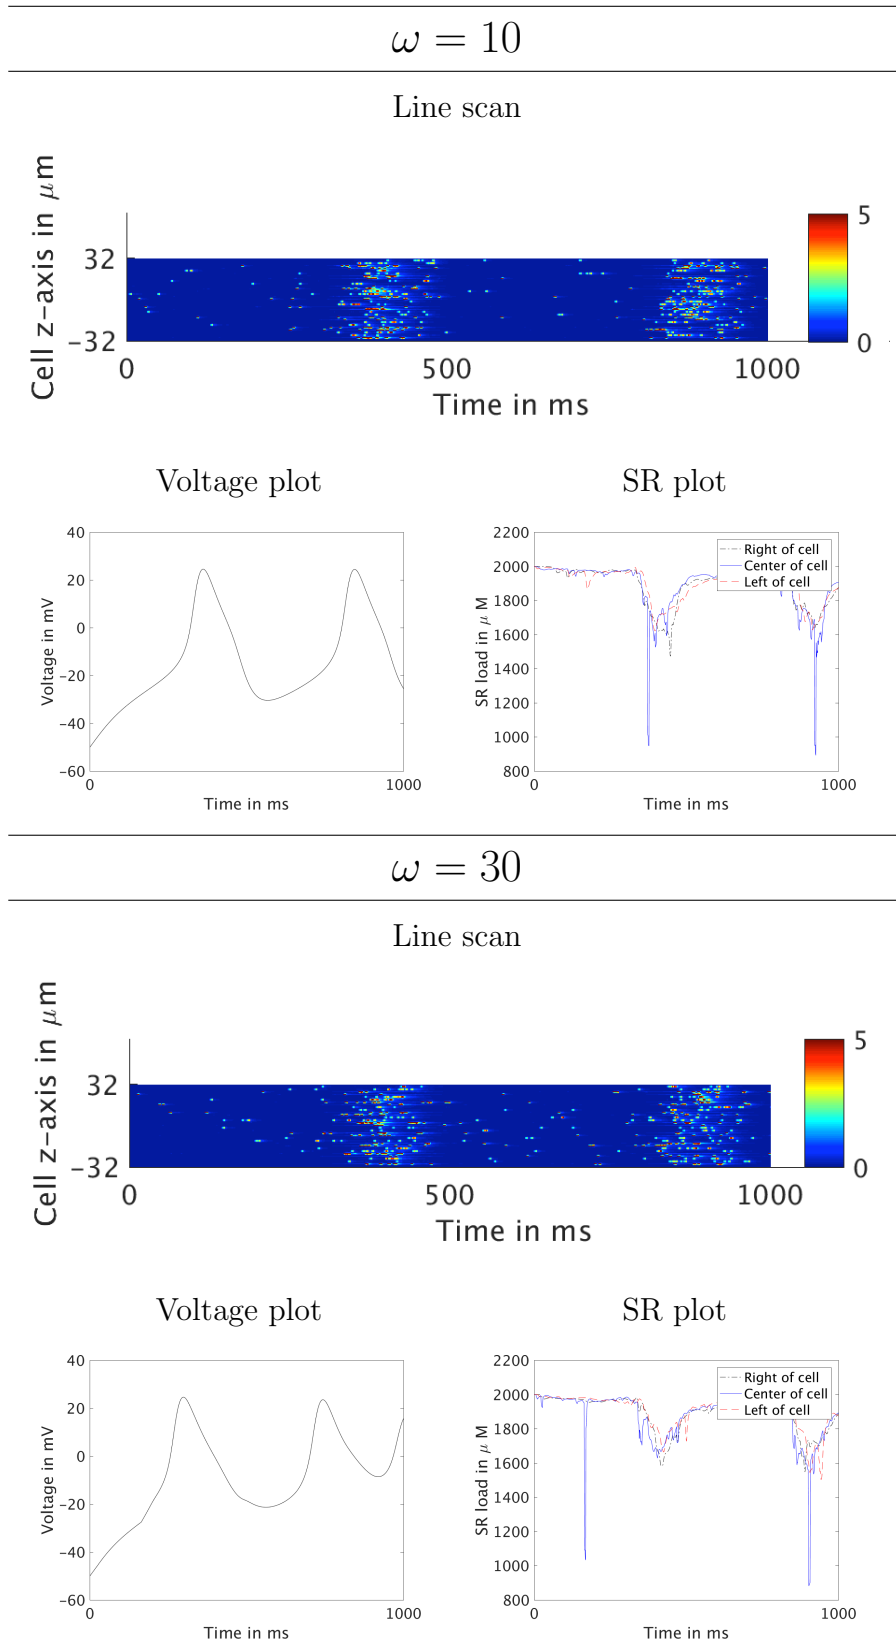 ω = 10
Line scan
Cell z-axis in μm
32
-32
0 500 1000
Time in ms
5
0
Voltage plot
SR plot
Voltage in mV
40
20
0
-20
-40
-60
0 1000
Time in ms
SR load in μ M
2200
2000
1800
1600
1400
1200
1000
800
0 1000
Time in ms
Right of cell
Center of cell
Left of cell
ω = 30
Line scan
Cell z-axis in μm
32
-32
0 500 1000
Time in ms
5
0
Voltage plot
SR plot
Voltage in mV
40
20
0
-20
-40
-60
0 1000
Time in ms
SR load in μ M
2200
2000
1800
1600
1400
1200
1000
800
0 1000
Time in ms
Right of cell
Center of cell
Left of cell